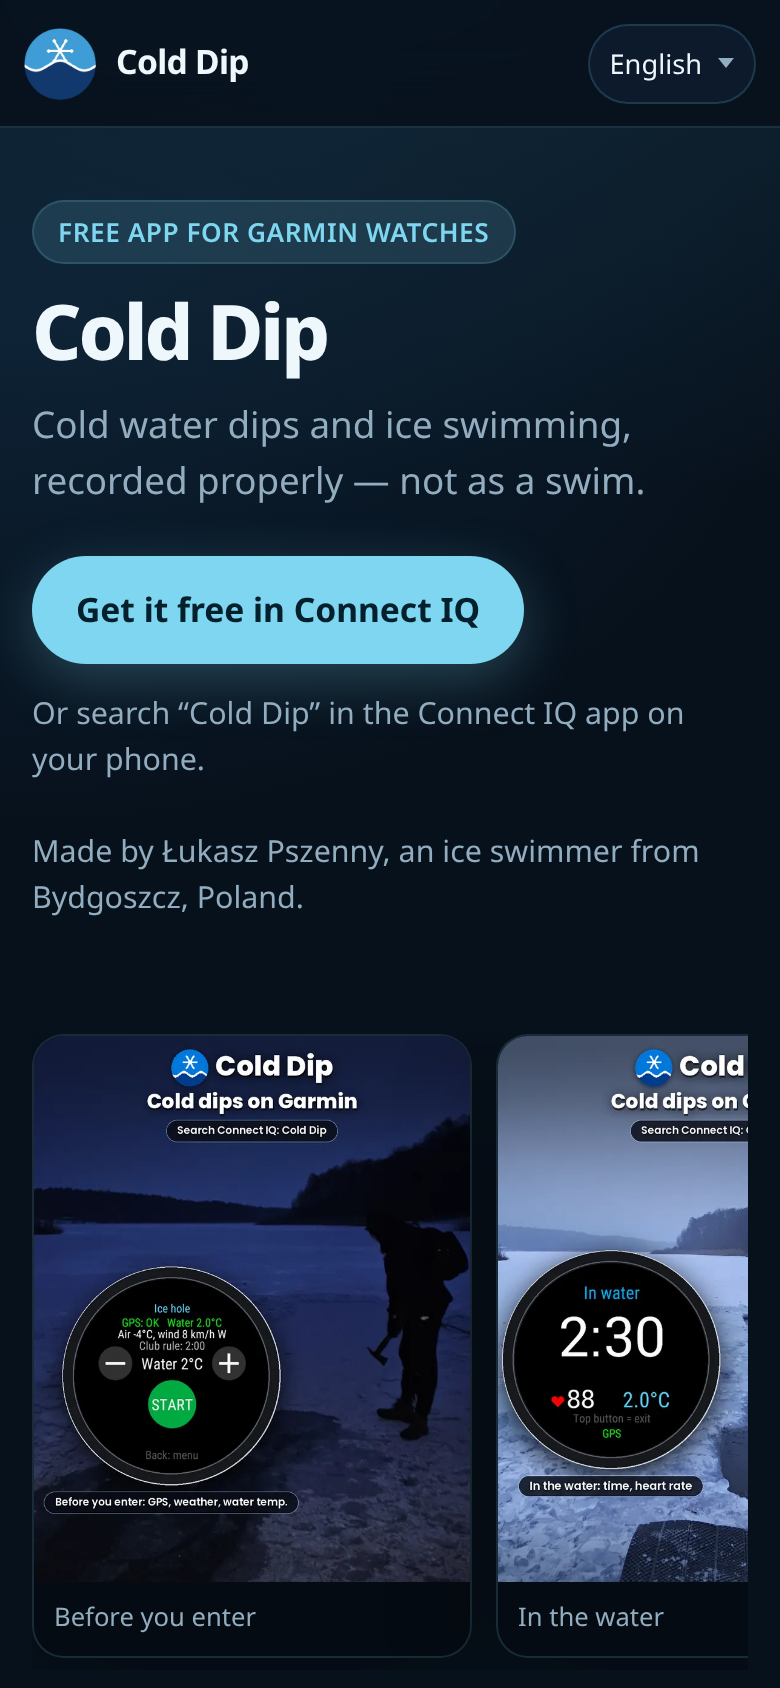 Cold Dip
English
FREE APP FOR GARMIN WATCHES
Cold Dip
Cold water dips and ice swimming,
recorded properly — not as a swim.
Get it free in Connect IQ
Or search “Cold Dip” in the Connect IQ app on
your phone.
Made by Łukasz Pszenny, an ice swimmer from
Bydgoszcz, Poland.
Cold Dip
Cold dips on Garmin
Search Connect IQ: Cold Dip
Ice hole
GPS: OK Water 2.0°C
Air -4°C, wind 8 km/h W
Club rule: 2:00
Water 2°C
START
Back: menu
Before you enter: GPS, weather, water temp.
Before you enter
Cold
Cold dips on
Search Connect IQ:
In water
2:30
88 2.0°C
Top button = exit
GPS
In the water: time, heart rate
In the water